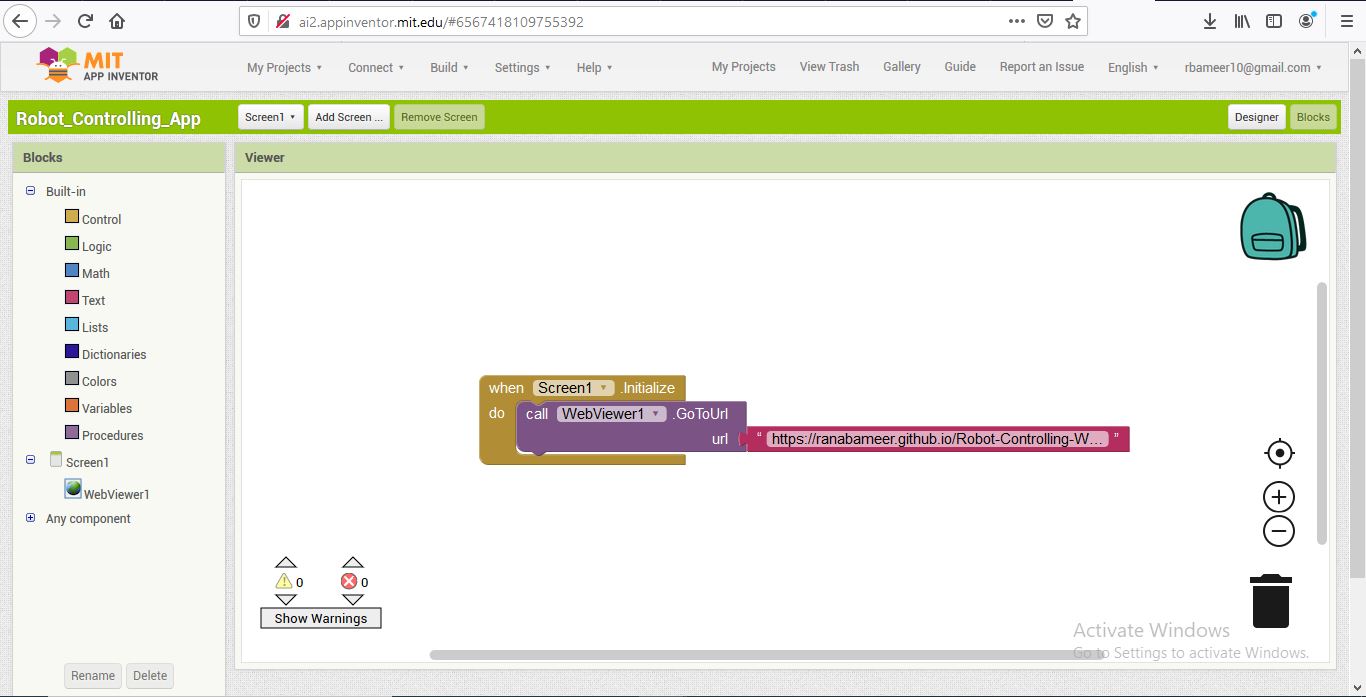 ai2.appinventor.mit.edu/#6567418109755392
MIT
APP INVENTOR
My Projects Connect Build Settings Help My Projects View Trash Gallery Guide Report an Issue English rbameer10@gmail.com
Robot_Controlling_App Screen1 Add Screen ... Remove Screen Designer Blocks
Blocks
Viewer
Built-in
Control
Logic
Math
Text
Lists
Dictionaries
Colors
Variables
Procedures
Screen1
WebViewer1
Any component
Rename Delete
when Screen1 .Initialize
do call WebViewer1 .GoToUrl
url " https://ranabameer.github.io/Robot-Controlling-W... "
0 0
Show Warnings
Activate Windows
Go to Settings to activate Windows.